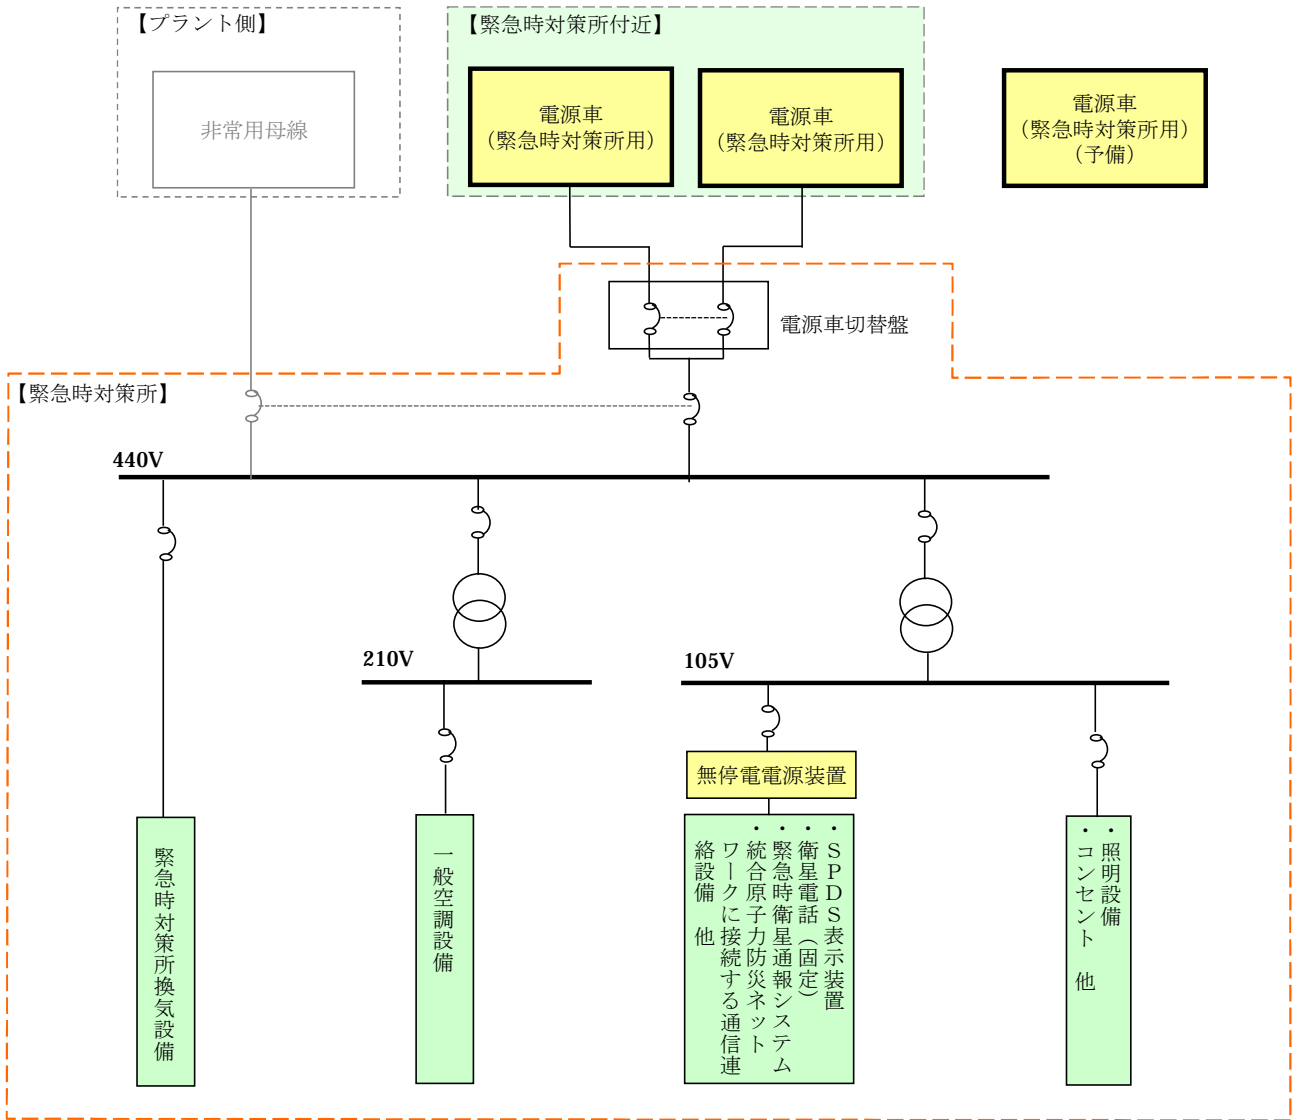 【プラント側】
非常用母線
【緊急時対策所付近】
電源車
（緊急時対策所用）
電源車
（緊急時対策所用）
電源車
（緊急時対策所用）
（予備）
電源車切替盤
【緊急時対策所】
440V
210V
105V
無停電電源装置
緊急時対策所換気設備
一般空調設備
・ＳＰＤＳ表示装置
・衛星電話（固定）
・緊急時衛星通報システム
・統合原子力防災ネット
ワークに接続する通信連
絡設備　他
・照明設備
・コンセント　他